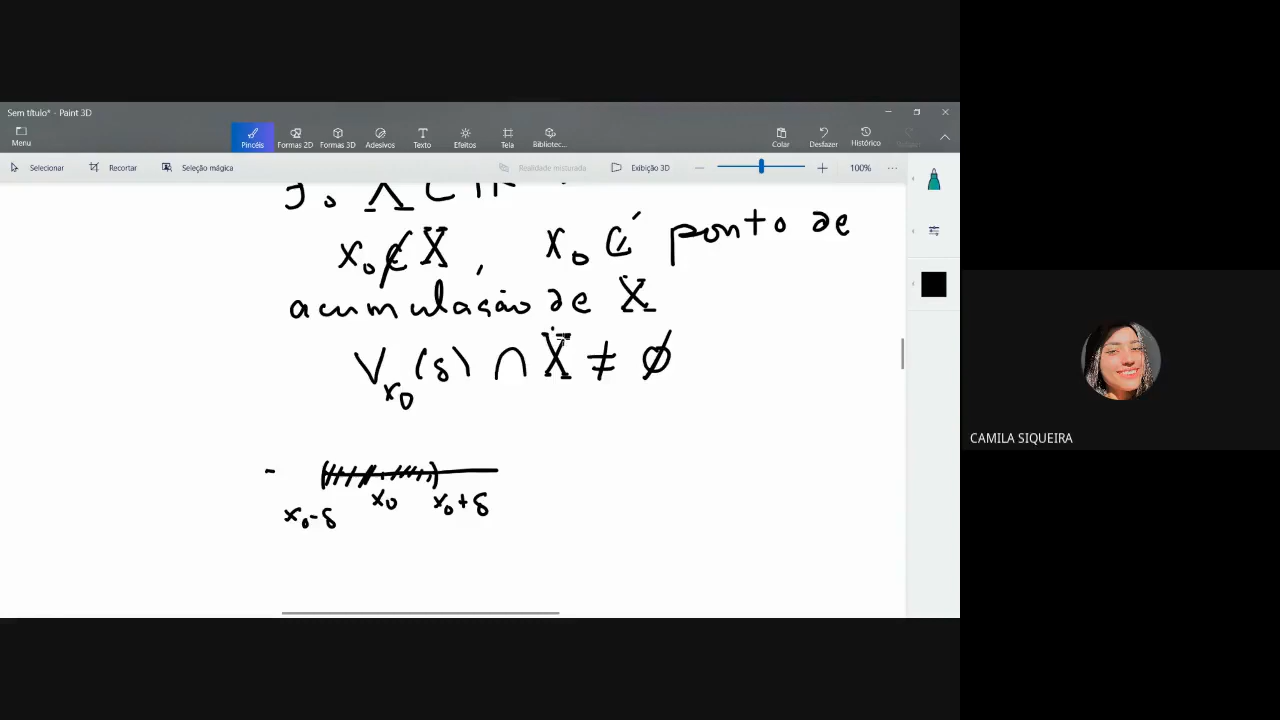 Sem título* - Paint 3D
Menu
Pincéis Formas 2D Formas 3D Adesivos Texto Efeitos Tela Bibliotec... Colar Desfazer Histórico
Selecionar Recortar Seleção mágica Realidade misturada Exibição 3D 100%
x₀ ∉ X , x₀ é ponto de
acumulação de X
V_x₀ (δ) ∩ X ≠ ∅
x₀-δ x₀ x₀+δ
CAMILA SIQUEIRA